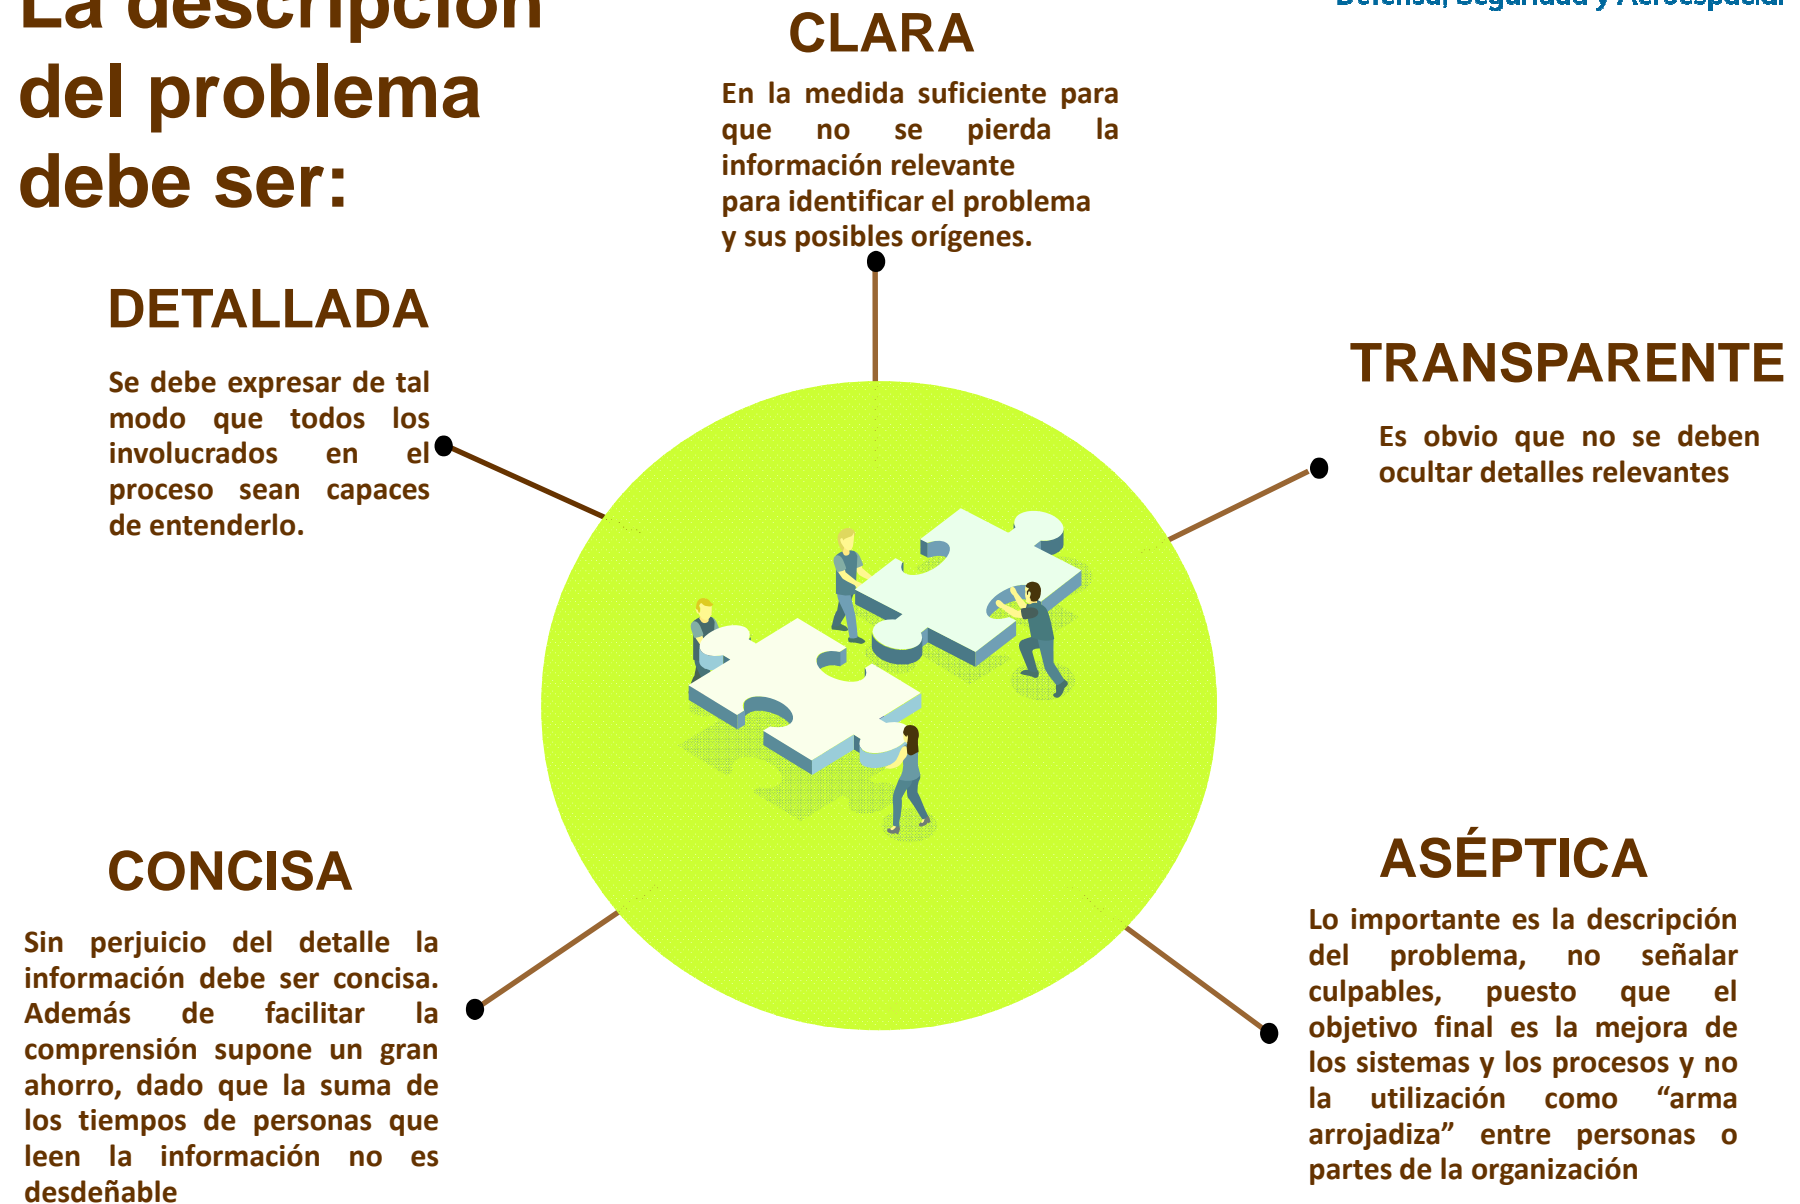 La descripción
del problema
debe ser:
Defensa, Seguridad y Aeroespacial
CLARA
En la medida suficiente para
que no se pierda la
información relevante
para identificar el problema
y sus posibles orígenes.
DETALLADA
Se debe expresar de tal
modo que todos los
involucrados en el
proceso sean capaces
de entenderlo.
TRANSPARENTE
Es obvio que no se deben
ocultar detalles relevantes
CONCISA
Sin perjuicio del detalle la
información debe ser concisa.
Además de facilitar la
comprensión supone un gran
ahorro, dado que la suma de
los tiempos de personas que
leen la información no es
desdeñable
ASÉPTICA
Lo importante es la descripción
del problema, no señalar
culpables, puesto que el
objetivo final es la mejora de
los sistemas y los procesos y no
la utilización como “arma
arrojadiza” entre personas o
partes de la organización